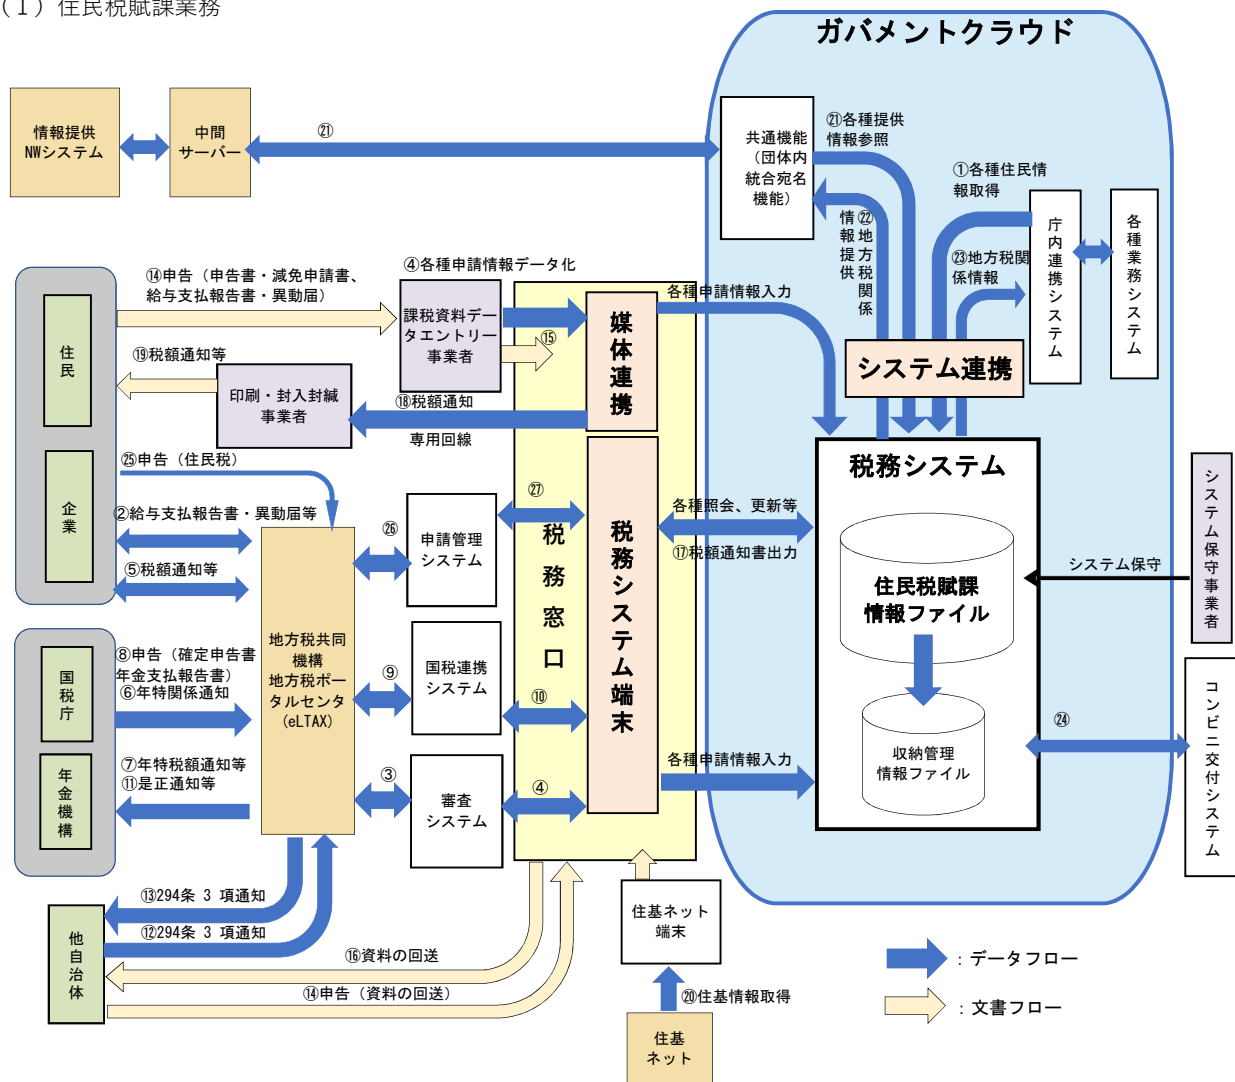 （１）住民税賦課業務
ガバメントクラウド
情報提供
NWシステム
中間
サーバー
㉑
共通機能
（団体内
統合宛名
機能）
㉑各種提供
情報参照
①各種住民情
報取得
㉒地方税関係
情報提供
㉓地方税関
係情報
庁内連携システム
各種業務システム
システム連携
住民
企業
⑭申告（申告書・減免申請書、
給与支払報告書・異動届）
④各種申請情報データ化
課税資料デー
タエントリー
事業者
⑮
媒体連携
各種申請情報入力
⑲税額通知等
印刷・封入封緘
事業者
⑱税額通知
専用回線
㉕申告（住民税）
②給与支払報告書・異動届等
⑤税額通知等
㉖
申請管理
システム
㉗
税務窓口
税務システム端末
各種照会、更新等
⑰税額通知書出力
税務システム
住民税賦課
情報ファイル
収納管理
情報ファイル
システム保守
システム保守事業者
国税庁
年金機構
⑧申告（確定申告書
年金支払報告書）
⑥年特関係通知
⑦年特税額通知等
⑪是正通知等
地方税共同
機構
地方税ポー
タルセンタ
(eLTAX)
⑨
国税連携
システム
⑩
③
審査
システム
④
各種申請情報入力
㉔
コンビニ交付システム
他自治体
⑬294条 3 項通知
⑫294条 3 項通知
⑯資料の回送
⑭申告（資料の回送）
住基ネット
端末
⑳住基情報取得
住基
ネット
：データフロー
：文書フロー